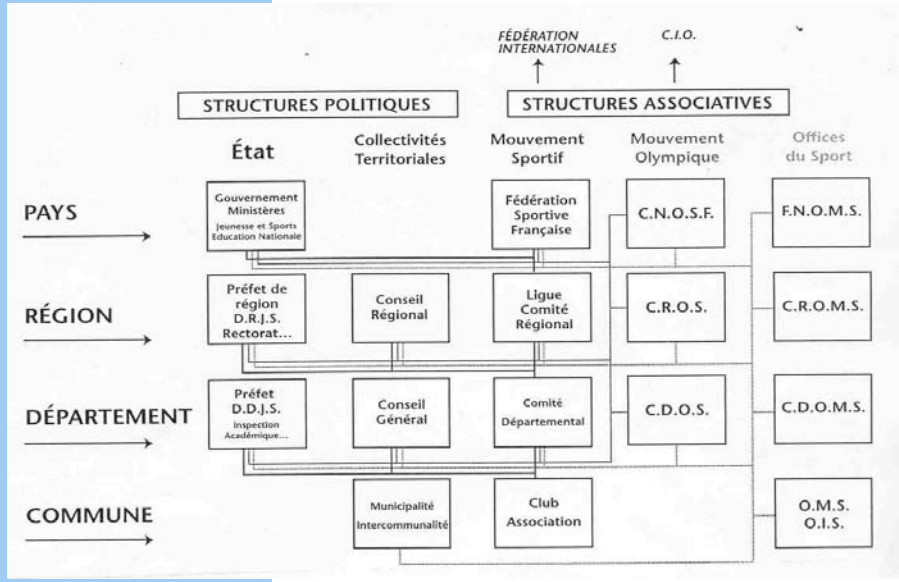 FÉDÉRATION
INTERNATIONALES
C.I.O.
STRUCTURES POLITIQUES
STRUCTURES ASSOCIATIVES
État
Collectivités
Territoriales
Mouvement
Sportif
Mouvement
Olympique
Offices
du Sport
PAYS
Gouvernement
Ministères
Jeunesse et Sports
Education Nationale
Fédération
Sportive
Française
C.N.O.S.F.
F.N.O.M.S.
RÉGION
Préfet de
région
D.R.J.S.
Rectorat...
Conseil
Régional
Ligue
Comité
Régional
C.R.O.S.
C.R.O.M.S.
DÉPARTEMENT
Préfet
D.D.J.S.
Inspection
Académique...
Conseil
Général
Comité
Départemental
C.D.O.S.
C.D.O.M.S.
COMMUNE
Municipalité
Intercommunalité
Club
Association
O.M.S.
O.I.S.